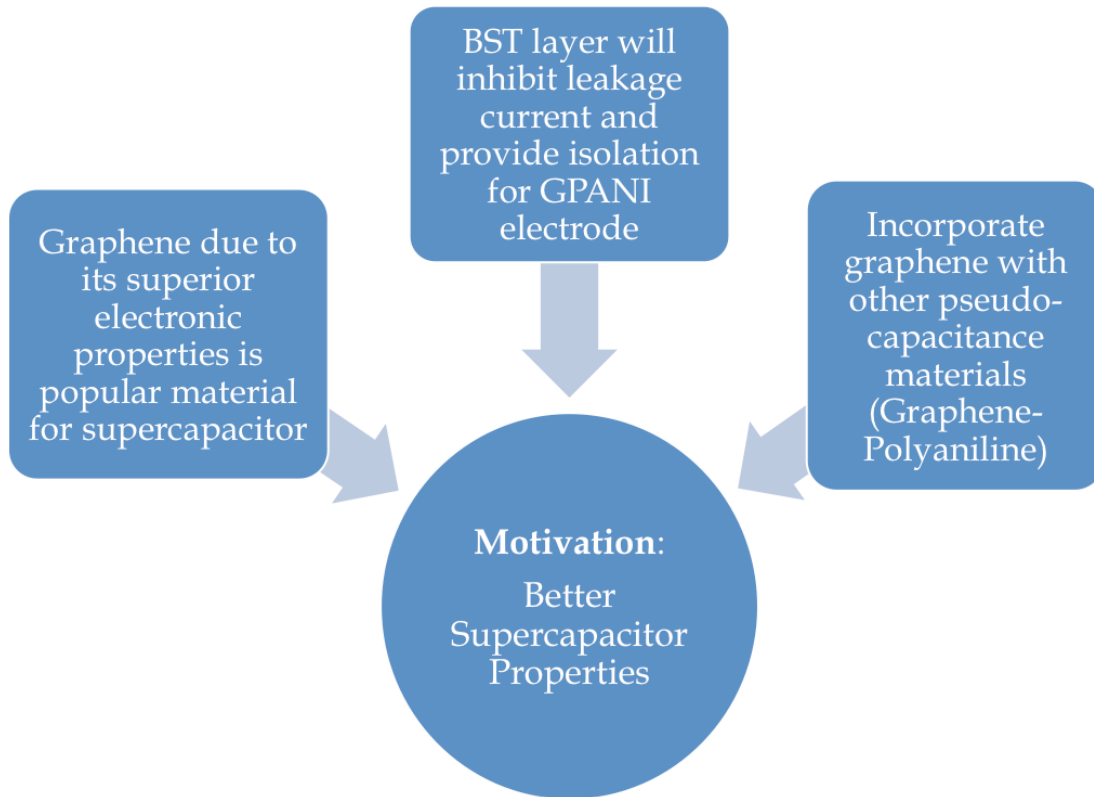 BST layer will
inhibit leakage
current and
provide isolation
for GPANI
electrode
Graphene due to
its superior
electronic
properties is
popular material
for supercapacitor
Incorporate
graphene with
other pseudo-
capacitance
materials
(Graphene-
Polyaniline)
Motivation:
Better
Supercapacitor
Properties